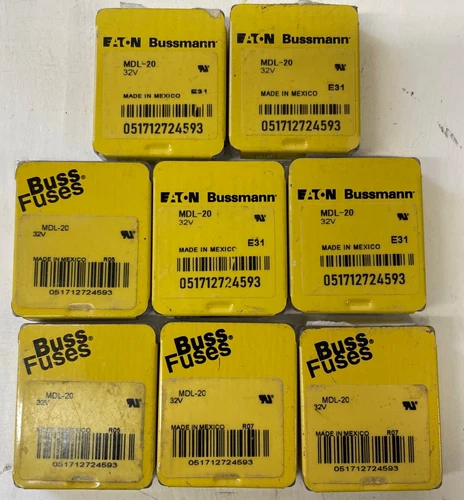 EATON Bussmann
MDL-20
32V
MADE IN MEXICO E31
051712724593
EATON Bussmann
MDL-20
32V
MADE IN MEXICO E31
051712724593
Buss®
Fuses
MDL-20
32V
MADE IN MEXICO R05
051712724593
EATON Bussmann
MDL-20
32V
MADE IN MEXICO E31
051712724593
EATON Bussmann
MDL-20
32V
MADE IN MEXICO E31
051712724593
Buss®
Fuses
MDL-20
32V
MADE IN MEXICO R05
051712724593
Buss®
Fuses
MDL-20
32V
MADE IN MEXICO R07
051712724593
Buss®
Fuses
MDL-20
32V
MADE IN MEXICO R07
051712724593